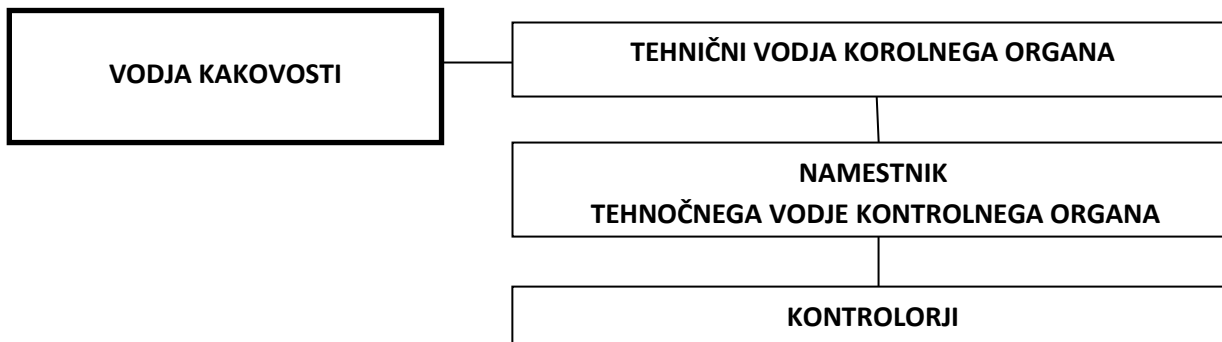 VODJA KAKOVOSTI
TEHNIČNI VODJA KOROLNEGA ORGANA
NAMESTNIK
TEHNOČNEGA VODJE KONTROLNEGA ORGANA
KONTROLORJI